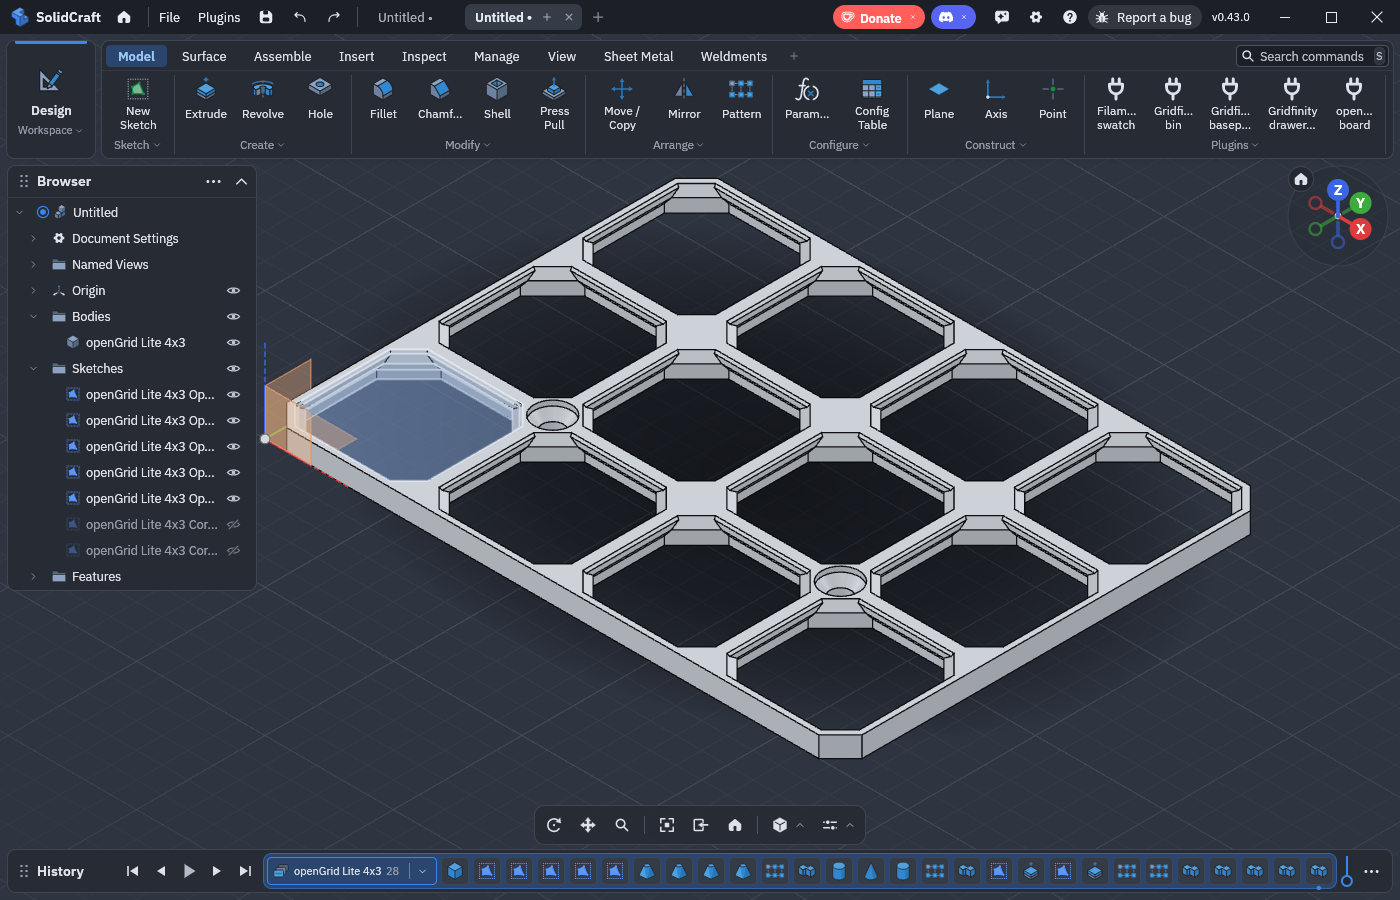 SolidCraft
File
Plugins
Untitled •
Untitled •
Donate
Report a bug
v0.43.0
Design
Workspace
Model
Surface
Assemble
Insert
Inspect
Manage
View
Sheet Metal
Weldments
Search commands
S
New Sketch
Extrude
Revolve
Hole
Fillet
Chamf...
Shell
Press Pull
Move / Copy
Mirror
Pattern
Param...
Config Table
Plane
Axis
Point
Filam... swatch
Gridfi... bin
Gridfi... basep...
Gridfinity drawer...
open... board
Sketch
Create
Modify
Arrange
Configure
Construct
Plugins
Browser
Untitled
Document Settings
Named Views
Origin
Bodies
openGrid Lite 4x3
Sketches
openGrid Lite 4x3 Op...
openGrid Lite 4x3 Op...
openGrid Lite 4x3 Op...
openGrid Lite 4x3 Op...
openGrid Lite 4x3 Op...
openGrid Lite 4x3 Cor...
openGrid Lite 4x3 Cor...
Features
Z
Y
X
History
openGrid Lite 4x3 28